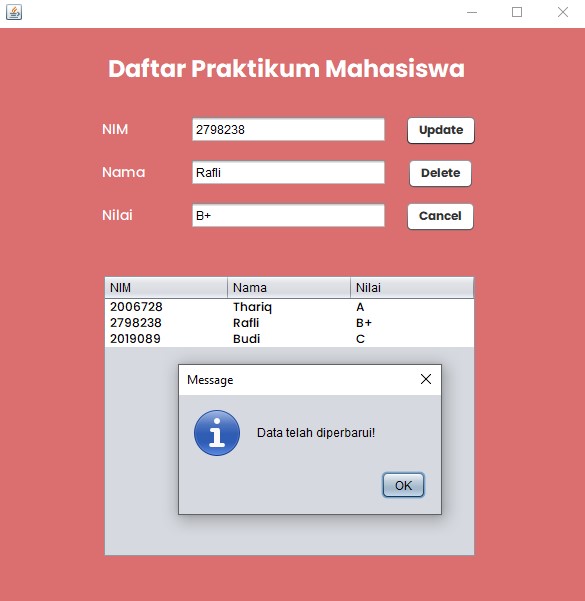 Daftar Praktikum Mahasiswa
NIM 2798238 Update
Nama Rafli Delete
Nilai B+ Cancel
NIM Nama Nilai
2006728 Thariq A
2798238 Rafli B+
2019089 Budi C
Message
Data telah diperbarui!
OK